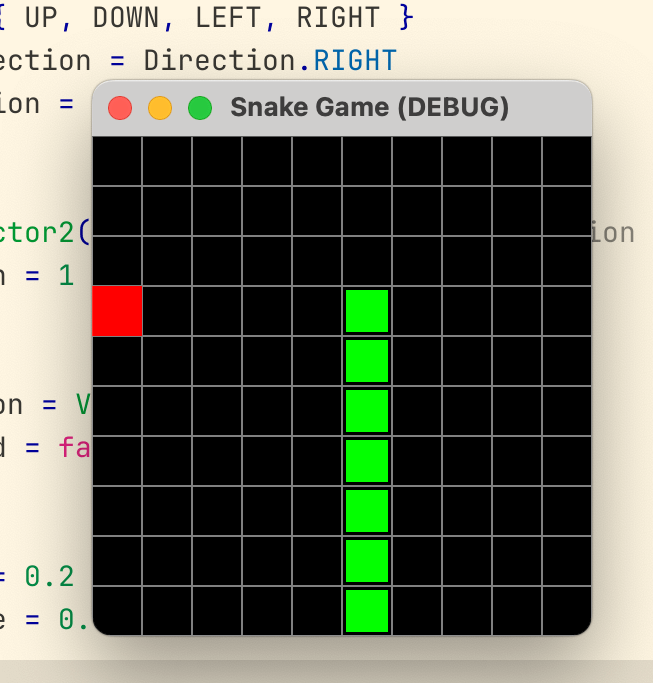 { UP, DOWN, LEFT, RIGHT }
ection = Direction.RIGHT
ion =
Snake Game (DEBUG)
ctor2( ion
n = 1
on = V
d = fa
= 0.2
e = 0.